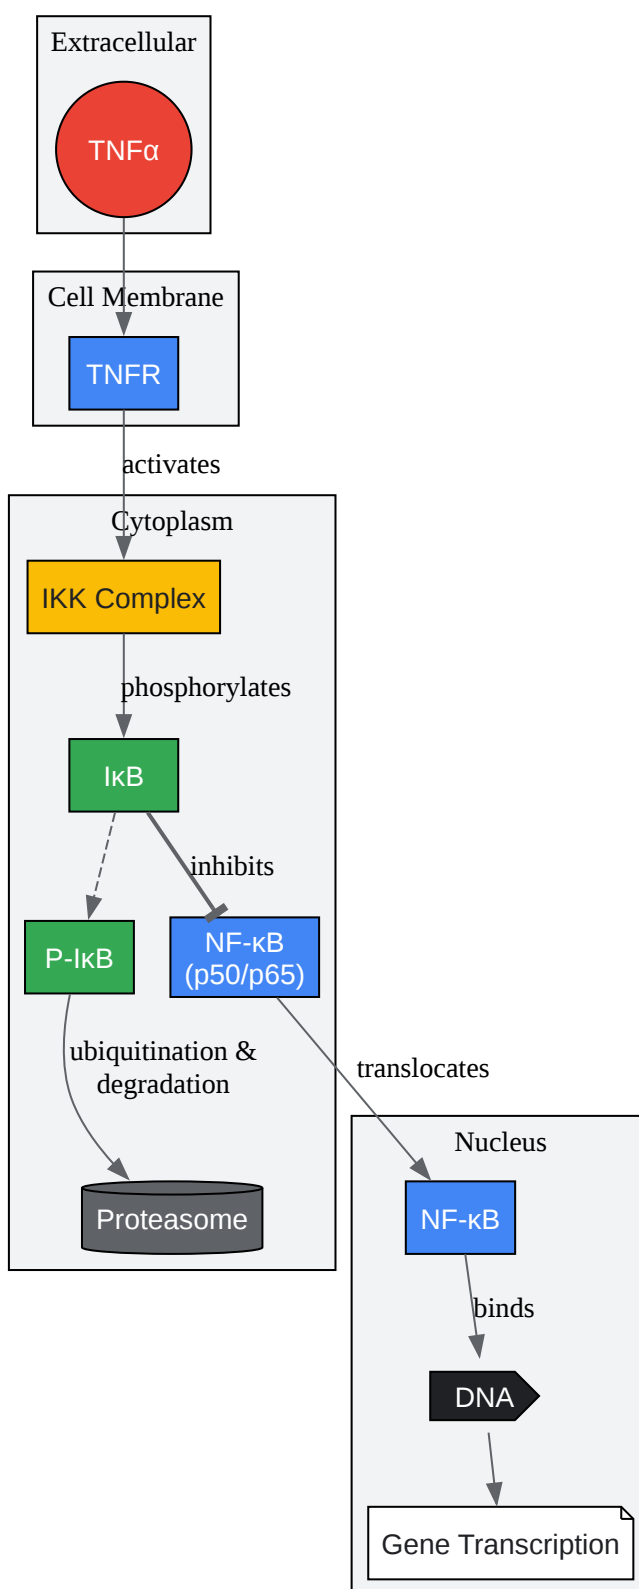 Extracellular
TNFα
Cell Membrane
TNFR
activates
Cytoplasm
IKK Complex
phosphorylates
IκB
inhibits
P-IκB
NF-κB
(p50/p65)
ubiquitination &
degradation
translocates
Proteasome
Nucleus
NF-κB
binds
DNA
Gene Transcription